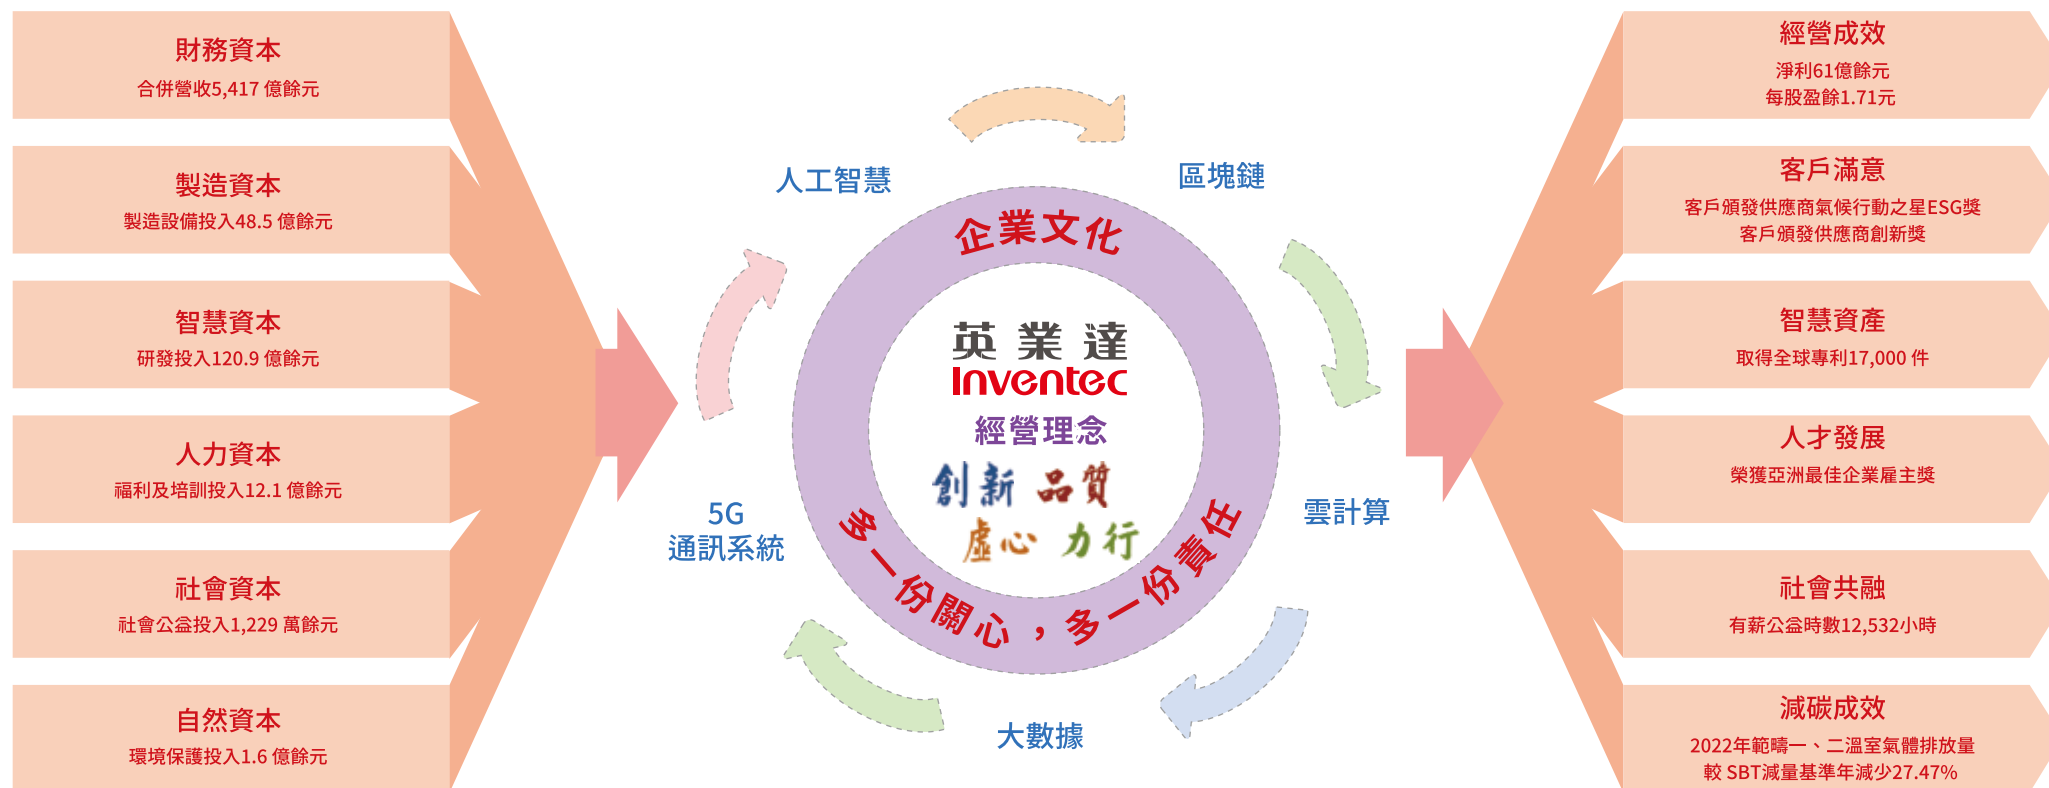 財務資本
合併營收5,417 億餘元
製造資本
製造設備投入48.5 億餘元
智慧資本
研發投入120.9 億餘元
人力資本
福利及培訓投入12.1 億餘元
社會資本
社會公益投入1,229 萬餘元
自然資本
環境保護投入1.6 億餘元
人工智慧
區塊鏈
雲計算
大數據
5G
通訊系統
企業文化
英業達
Inventec
經營理念
創新 品質
虛心 力行
多一份關心，多一份責任
經營成效
淨利61億餘元
每股盈餘1.71元
客戶滿意
客戶頒發供應商氣候行動之星ESG獎
客戶頒發供應商創新獎
智慧資產
取得全球專利17,000 件
人才發展
榮獲亞洲最佳企業雇主獎
社會共融
有薪公益時數12,532小時
減碳成效
2022年範疇一、二溫室氣體排放量
較 SBT減量基準年減少27.47%